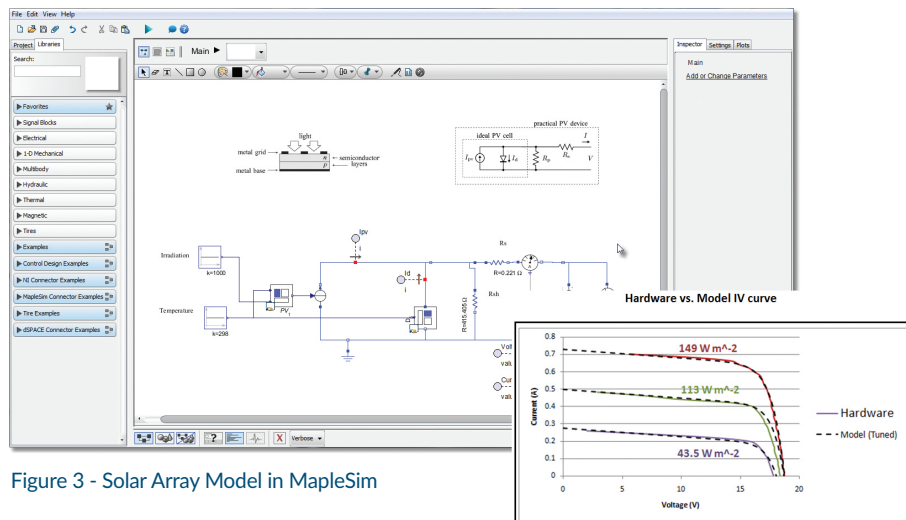 File Edit View Help
Project Libraries
Search:
Favorites
Signal Blocks
Electrical
1-D Mechanical
Multibody
Hydraulic
Thermal
Magnetic
Tires
Examples
Control Design Examples
NI Connector Examples
MapleSim Connector Examples
Tire Examples
dSPACE Connector Examples
Main
Inspector Settings Plots
Main
Add or Change Parameters
light
metal grid
n
semiconductor
p
layers
metal base
practical PV device
ideal PV cell
I
Ipv
Id
Rp
Rs
V
Irradiation
k=1000
Temperature
k=298
PV
Ipv
i
Id
i
Rs
R=0.221 Ω
Rsh
R=415.405 Ω
Volt
valu
Cur
valu
Verbose
Hardware vs. Model IV curve
0.8
0.7
0.6
0.5
0.4
0.3
0.2
0.1
0
Current (A)
149 W m^-2
113 W m^-2
43.5 W m^-2
0 5 10 15 20
Voltage (V)
Hardware
Model (Tuned)
Figure 3 - Solar Array Model in MapleSim